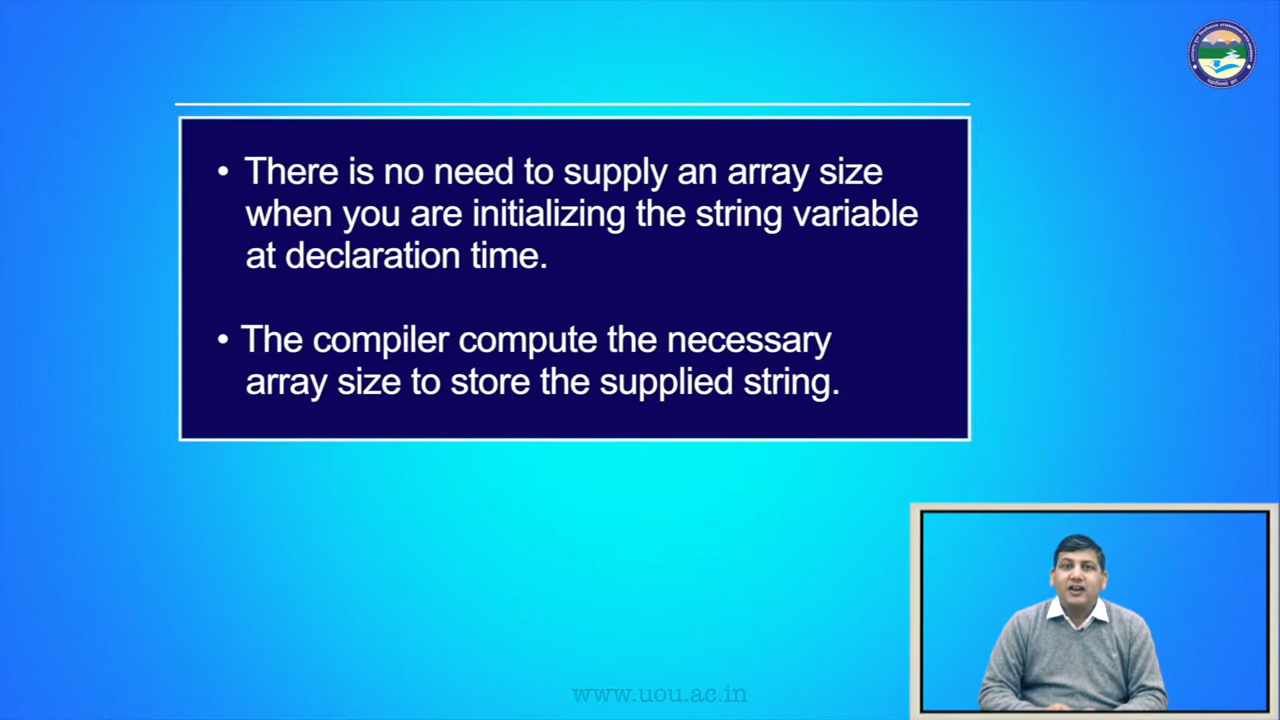 • There is no need to supply an array size
when you are initializing the string variable
at declaration time.
• The compiler compute the necessary
array size to store the supplied string.
www.uou.ac.in